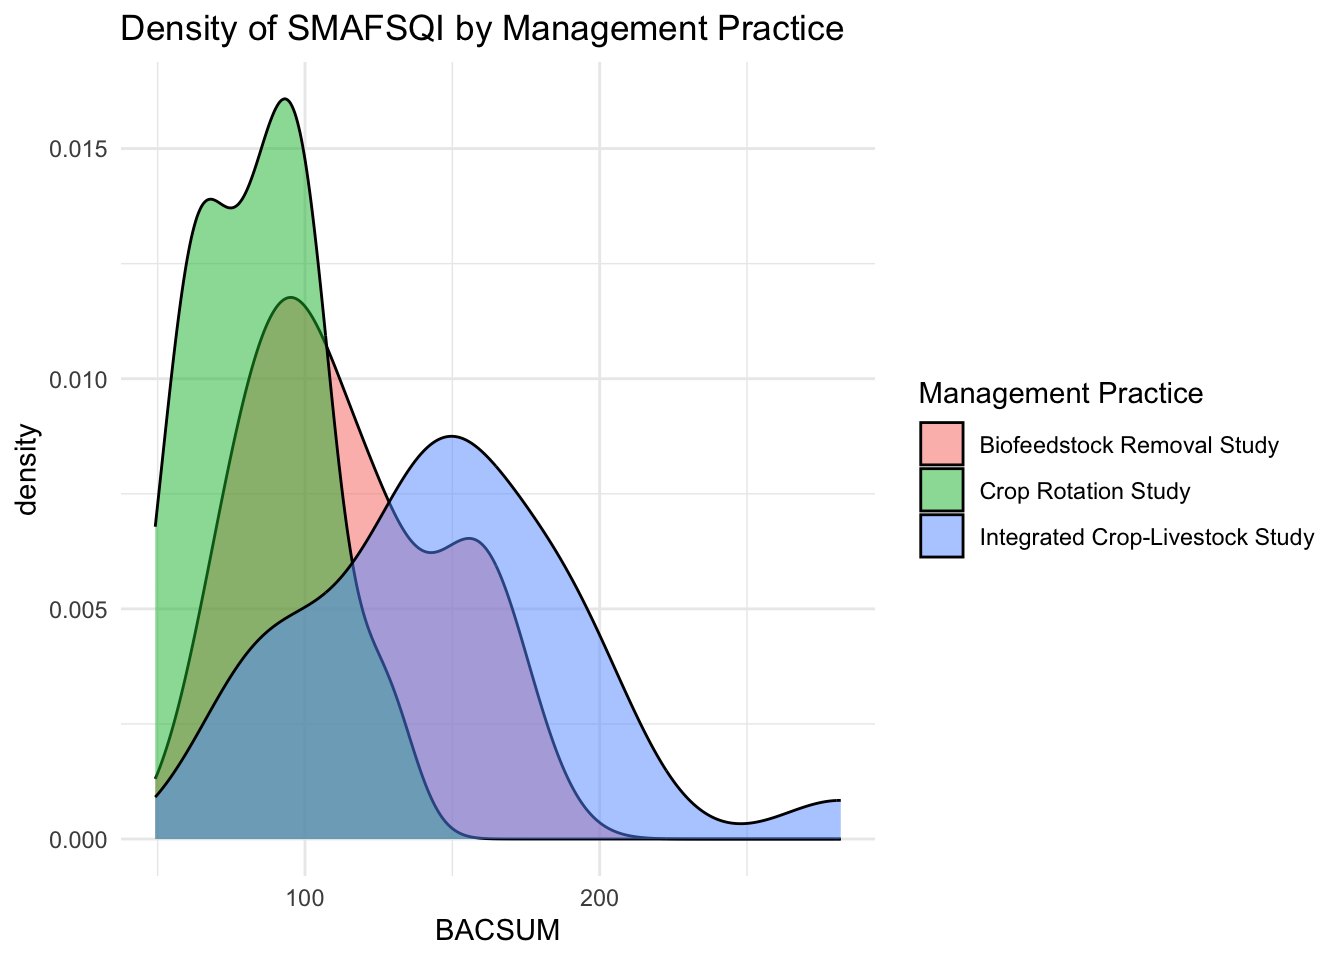 Density of SMAFSQI by Management Practice
0.015
0.010
0.005
0.000
density
100 200
BACSUM
Management Practice
Biofeedstock Removal Study
Crop Rotation Study
Integrated Crop-Livestock Study